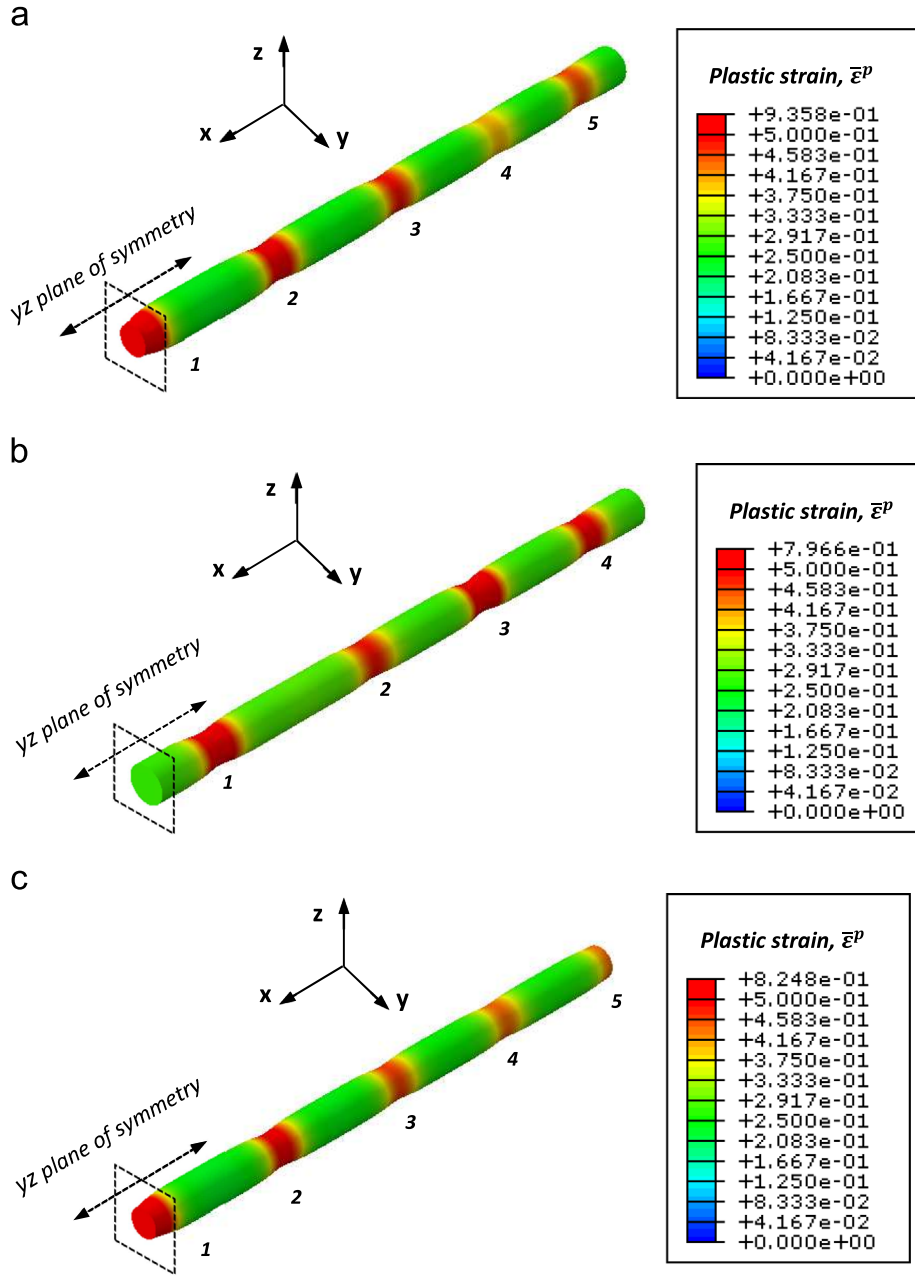 a
z
x
y
yz plane of symmetry
1
2
3
4
5
Plastic strain, ε̅ᵖ
+9.358e-01
+5.000e-01
+4.583e-01
+4.167e-01
+3.750e-01
+3.333e-01
+2.917e-01
+2.500e-01
+2.083e-01
+1.667e-01
+1.250e-01
+8.333e-02
+4.167e-02
+0.000e+00
b
z
x
y
yz plane of symmetry
1
2
3
4
Plastic strain, ε̅ᵖ
+7.966e-01
+5.000e-01
+4.583e-01
+4.167e-01
+3.750e-01
+3.333e-01
+2.917e-01
+2.500e-01
+2.083e-01
+1.667e-01
+1.250e-01
+8.333e-02
+4.167e-02
+0.000e+00
c
z
x
y
yz plane of symmetry
1
2
3
4
5
Plastic strain, ε̅ᵖ
+8.248e-01
+5.000e-01
+4.583e-01
+4.167e-01
+3.750e-01
+3.333e-01
+2.917e-01
+2.500e-01
+2.083e-01
+1.667e-01
+1.250e-01
+8.333e-02
+4.167e-02
+0.000e+00